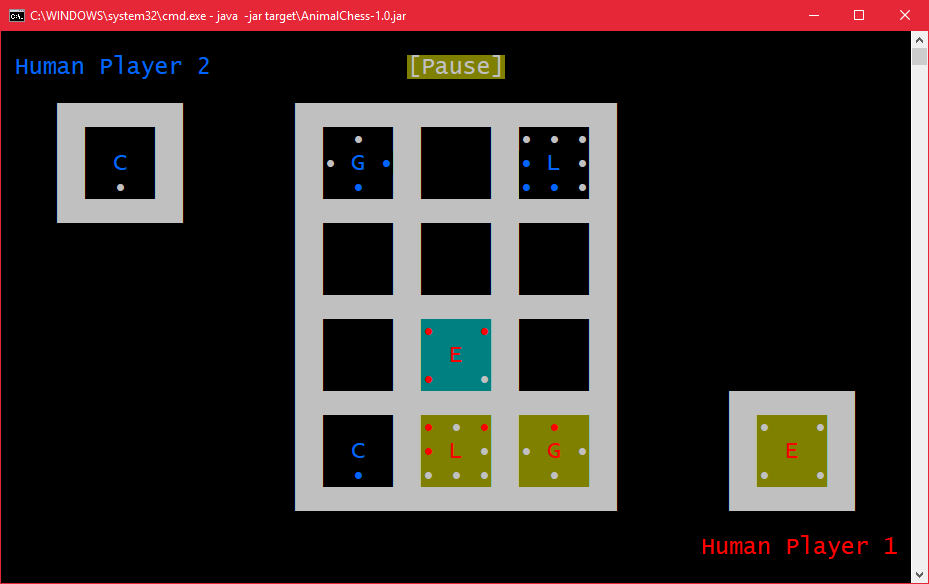 C:\WINDOWS\system32\cmd.exe - java  -jar target\AnimalChess-1.0.jar
Human Player 2
[Pause]
C
G L
E
C L G
E
Human Player 1